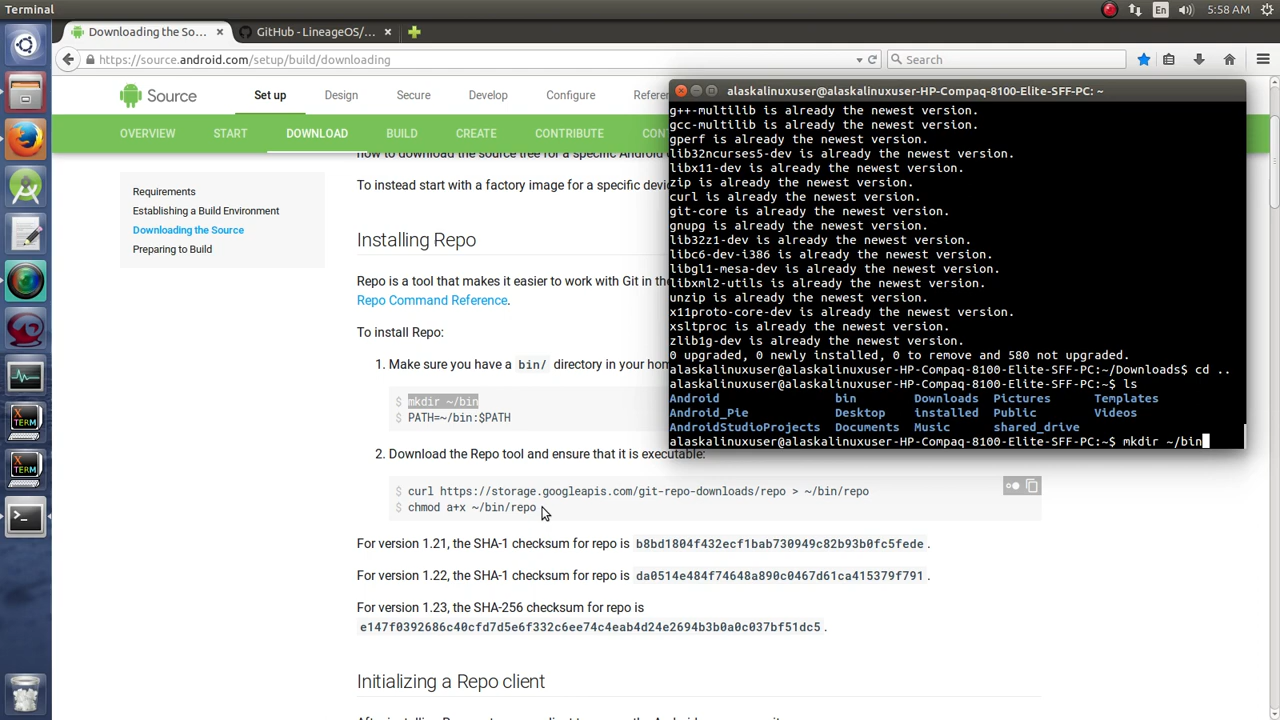 Terminal
En
5:58 AM
Downloading the So...
GitHub - LineageOS/...
https://source.android.com/setup/build/downloading
Search
Source
Set up
Design
Secure
Develop
Configure
Refere
OVERVIEW
START
DOWNLOAD
BUILD
CREATE
CONTRIBUTE
CON
Requirements
Establishing a Build Environment
Downloading the Source
Preparing to Build
how to download the source tree for a specific Android
To instead start with a factory image for a specific devi
Installing Repo
Repo is a tool that makes it easier to work with Git in the
Repo Command Reference.
To install Repo:
1. Make sure you have a bin/ directory in your hom
$ mkdir ~/bin
$ PATH=~/bin:$PATH
2. Download the Repo tool and ensure that it is executable:
$ curl https://storage.googleapis.com/git-repo-downloads/repo > ~/bin/repo
$ chmod a+x ~/bin/repo
For version 1.21, the SHA-1 checksum for repo is b8bd1804f432ecf1bab730949c82b93b0fc5fede.
For version 1.22, the SHA-1 checksum for repo is da0514e484f74648a890c0467d61ca415379f791.
For version 1.23, the SHA-256 checksum for repo is
e147f0392686c40cfd7d5e6f332c6ee74c4eab4d24e2694b3b0a0c037bf51dc5.
Initializing a Repo client
alaskalinuxuser@alaskalinuxuser-HP-Compaq-8100-Elite-SFF-PC: ~
g++-multilib is already the newest version.
gcc-multilib is already the newest version.
gperf is already the newest version.
lib32ncurses5-dev is already the newest version.
libx11-dev is already the newest version.
zip is already the newest version.
curl is already the newest version.
git-core is already the newest version.
gnupg is already the newest version.
lib32z1-dev is already the newest version.
libc6-dev-i386 is already the newest version.
libgl1-mesa-dev is already the newest version.
libxml2-utils is already the newest version.
unzip is already the newest version.
x11proto-core-dev is already the newest version.
xsltproc is already the newest version.
zlib1g-dev is already the newest version.
0 upgraded, 0 newly installed, 0 to remove and 580 not upgraded.
alaskalinuxuser@alaskalinuxuser-HP-Compaq-8100-Elite-SFF-PC:~/Downloads$ cd ..
alaskalinuxuser@alaskalinuxuser-HP-Compaq-8100-Elite-SFF-PC:~$ ls
Android bin Downloads Pictures Templates
Android_Pie Desktop installed Public Videos
AndroidStudioProjects Documents Music shared_drive
alaskalinuxuser@alaskalinuxuser-HP-Compaq-8100-Elite-SFF-PC:~$ mkdir ~/bin
X
TERM
X
TERM